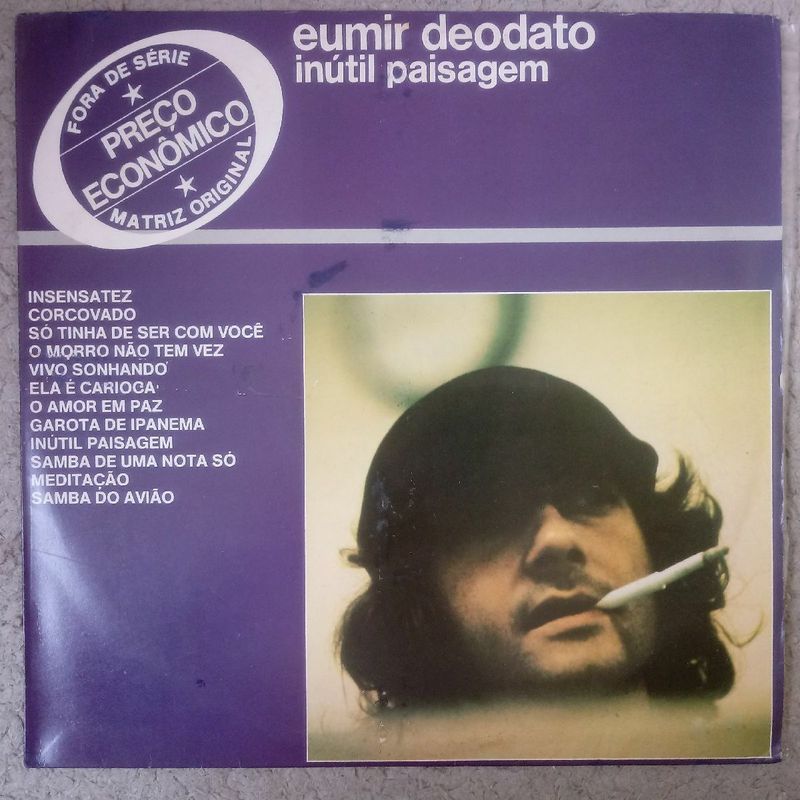 eumir deodato
inútil paisagem
FORA DE SÉRIE
PREÇO
ECONÔMICO
MATRIZ ORIGINAL
INSENSATEZ
CORCOVADO
SÓ TINHA DE SER COM VOCÊ
O MORRO NÃO TEM VEZ
VIVO SONHANDO
ELA É CARIOCA
O AMOR EM PAZ
GAROTA DE IPANEMA
INÚTIL PAISAGEM
SAMBA DE UMA NOTA SÓ
MEDITAÇÃO
SAMBA DO AVIÃO